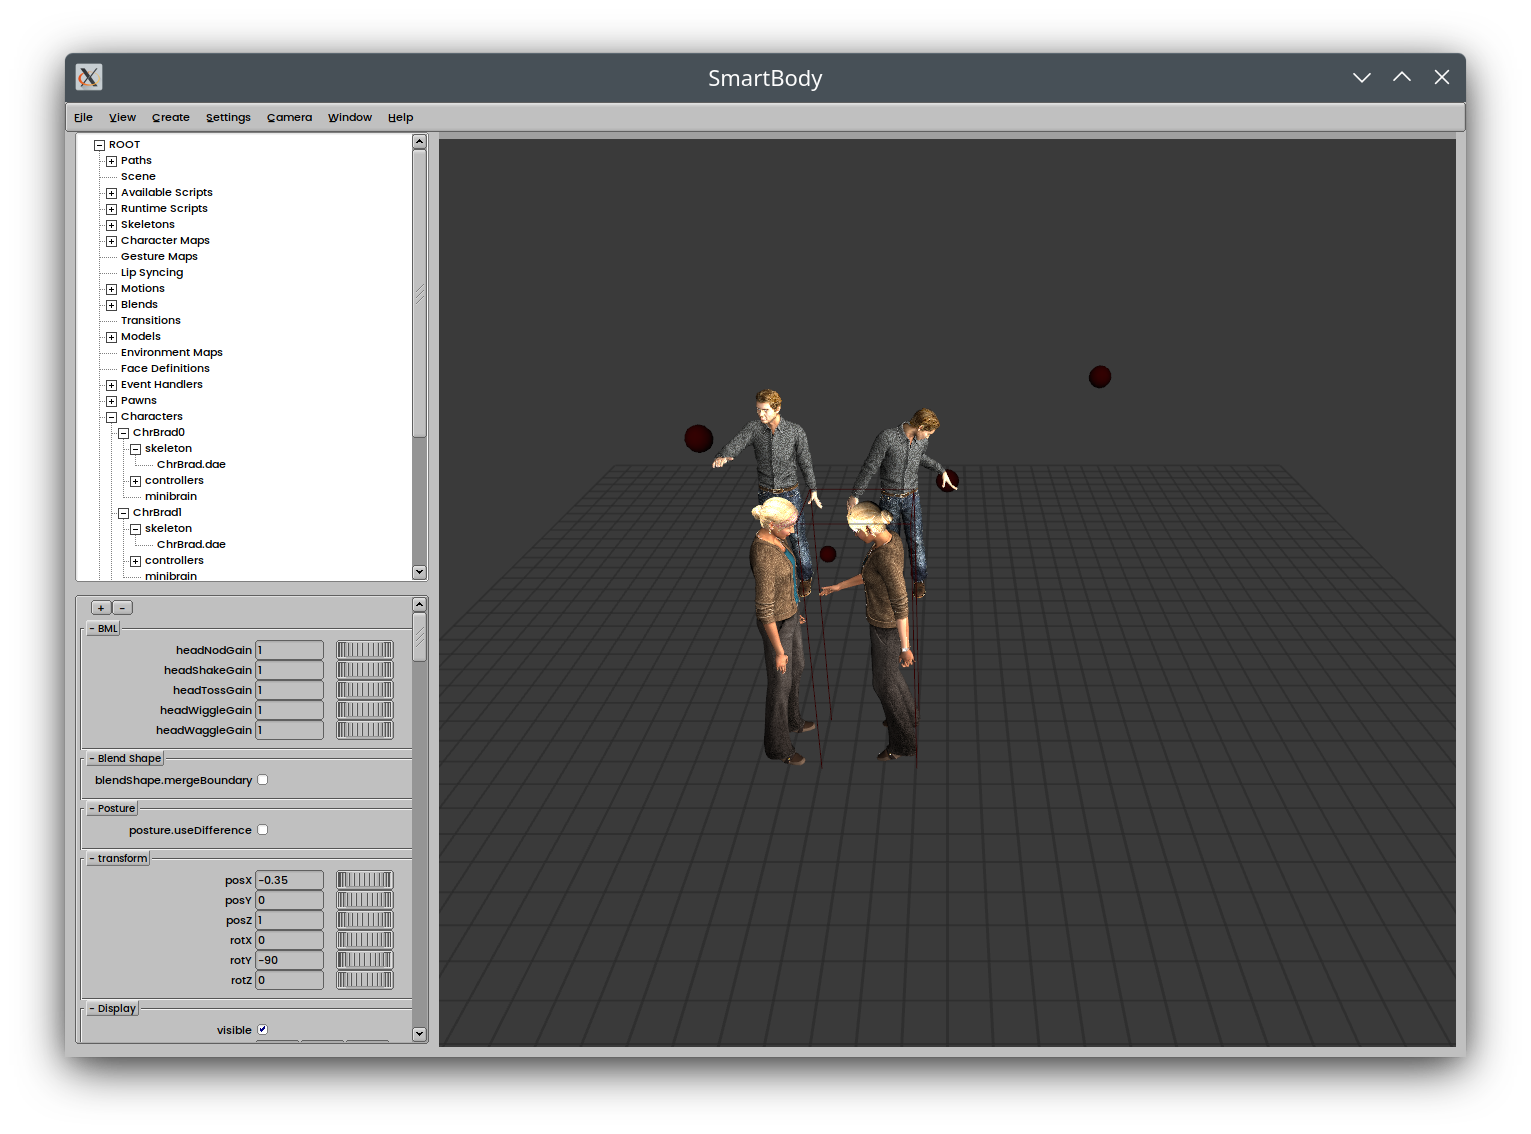 SmartBody
File View Create Settings Camera Window Help
ROOT
Paths
Scene
Available Scripts
Runtime Scripts
Skeletons
Character Maps
Gesture Maps
Lip Syncing
Motions
Blends
Transitions
Models
Environment Maps
Face Definitions
Event Handlers
Pawns
Characters
ChrBrad0
skeleton
ChrBrad.dae
controllers
minibrain
ChrBrad1
skeleton
ChrBrad.dae
controllers
minibrain
+ -
- BML
headNodGain 1
headShakeGain 1
headTossGain 1
headWiggleGain 1
headWaggleGain 1
- Blend Shape
blendShape.mergeBoundary
- Posture
posture.useDifference
- transform
posX -0.35
posY 0
posZ 1
rotX 0
rotY -90
rotZ 0
- Display
visible